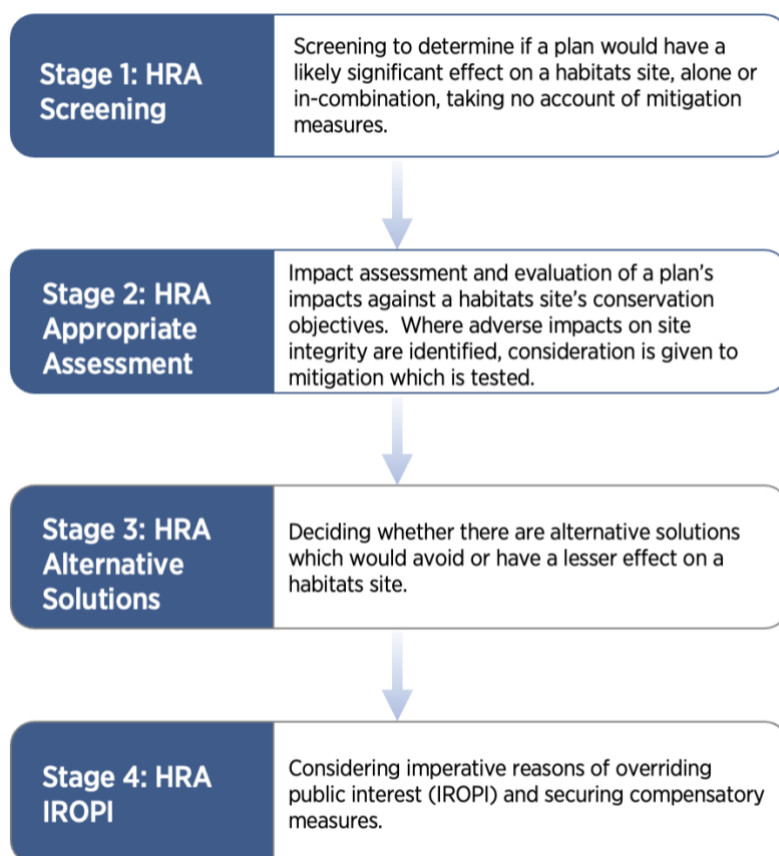 Stage 1: HRA
Screening
Screening to determine if a plan would have a
likely significant effect on a habitats site, alone or
in-combination, taking no account of mitigation
measures.
Stage 2: HRA
Appropriate
Assessment
Impact assessment and evaluation of a plan's
impacts against a habitats site's conservation
objectives.  Where adverse impacts on site
integrity are identified, consideration is given to
mitigation which is tested.
Stage 3: HRA
Alternative
Solutions
Deciding whether there are alternative solutions
which would avoid or have a lesser effect on a
habitats site.
Stage 4: HRA
IROPI
Considering imperative reasons of overriding
public interest (IROPI) and securing compensatory
measures.